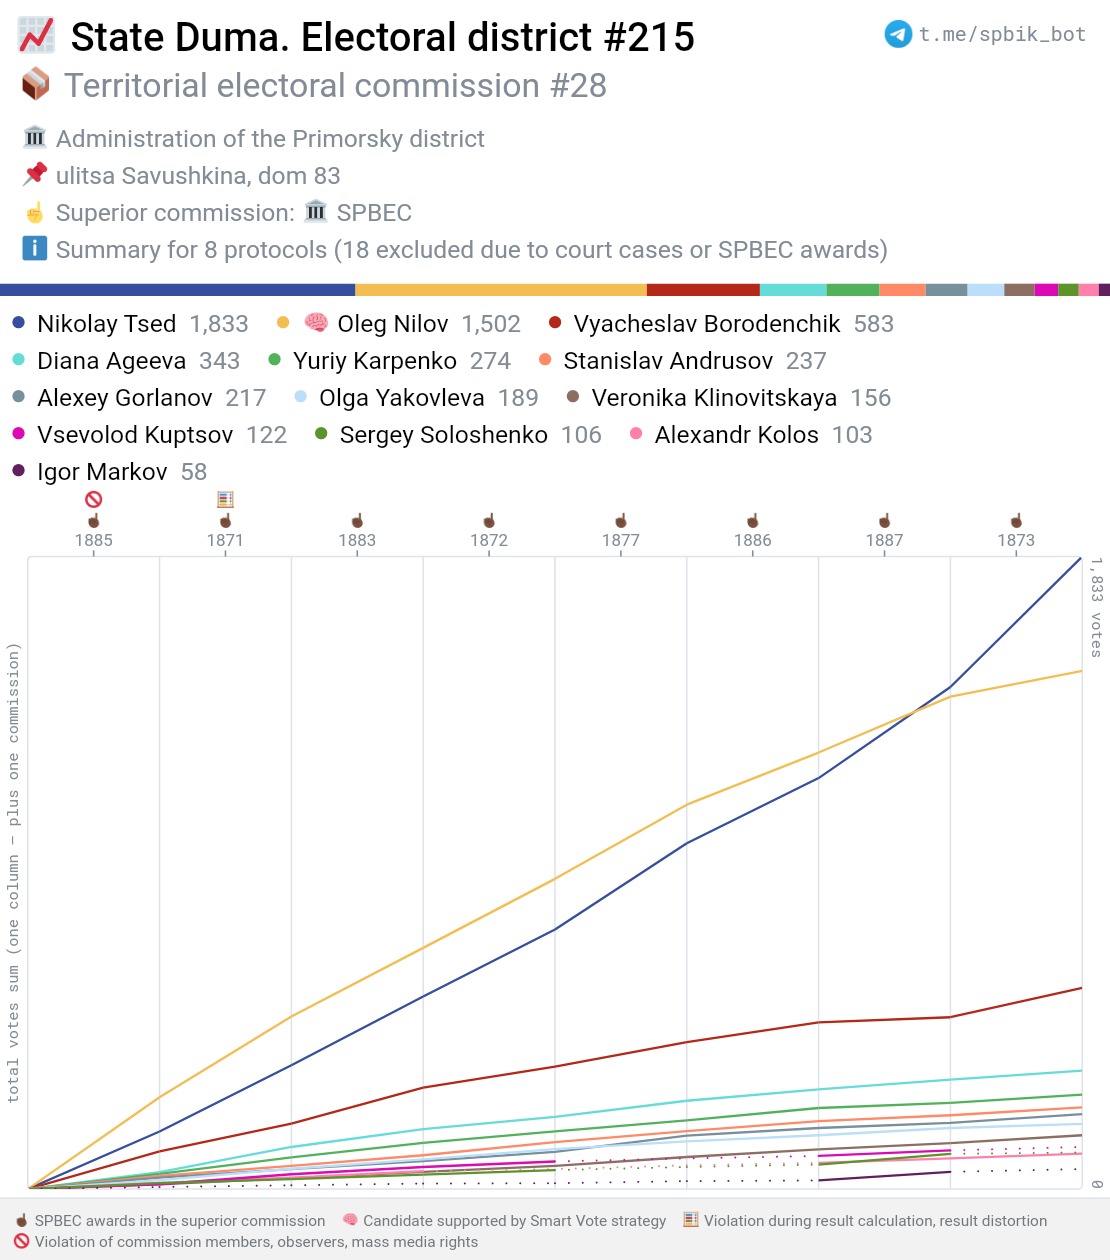 State Duma. Electoral district #215
t.me/spbik_bot
Territorial electoral commission #28
Administration of the Primorsky district
ulitsa Savushkina, dom 83
Superior commission: SPBEC
Summary for 8 protocols (18 excluded due to court cases or SPBEC awards)
Nikolay Tsed 1,833 Oleg Nilov 1,502 Vyacheslav Borodenchik 583
Diana Ageeva 343 Yuriy Karpenko 274 Stanislav Andrusov 237
Alexey Gorlanov 217 Olga Yakovleva 189 Veronika Klinovitskaya 156
Vsevolod Kuptsov 122 Sergey Soloshenko 106 Alexandr Kolos 103
Igor Markov 58
1885 1871 1883 1872 1877 1886 1887 1873
1,833 votes
total votes sum (one column – plus one commission)
0
SPBEC awards in the superior commission Candidate supported by Smart Vote strategy Violation during result calculation, result distortion
Violation of commission members, observers, mass media rights